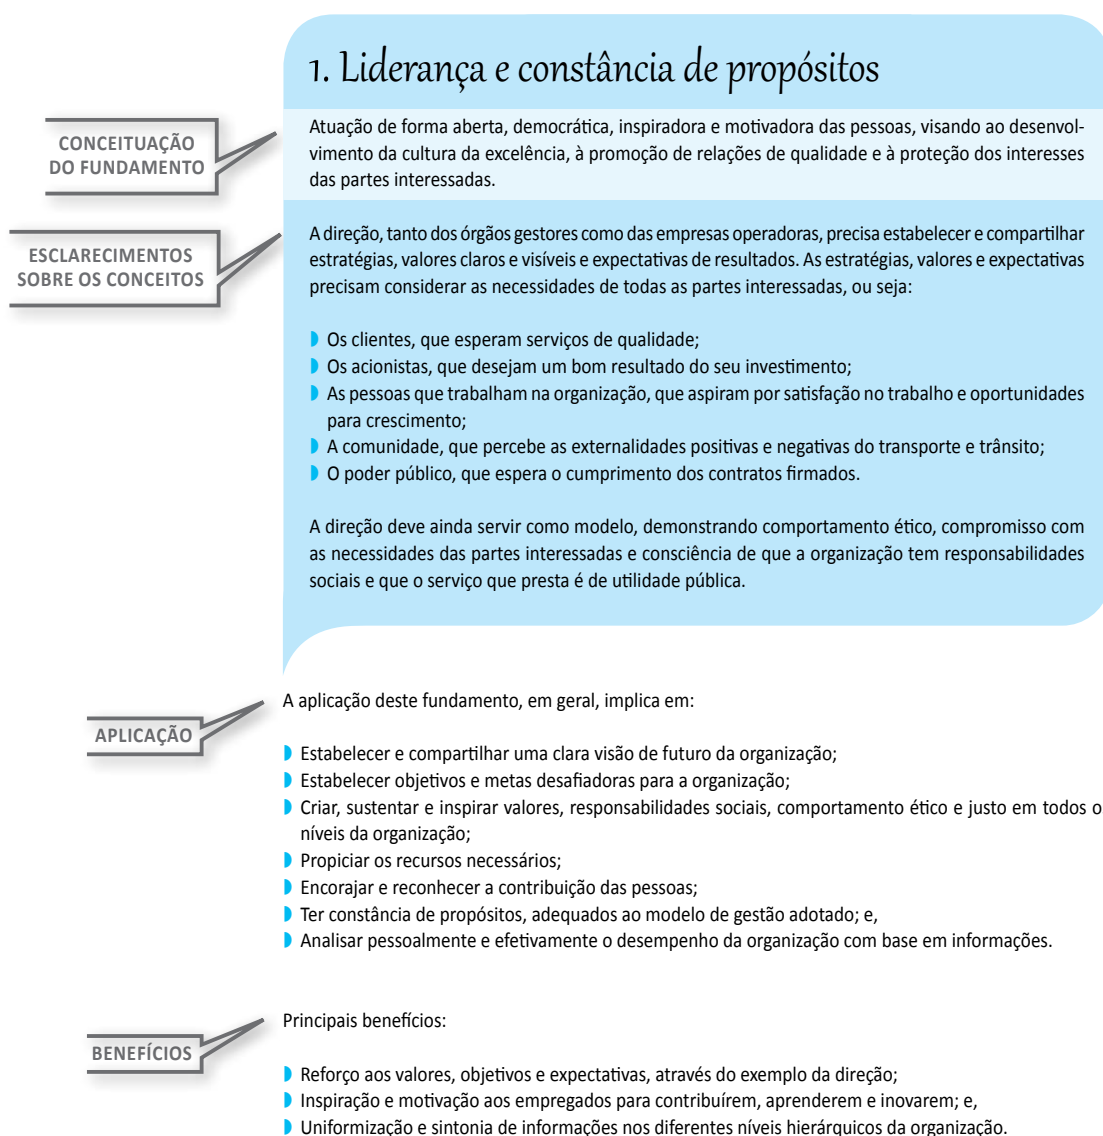 1. Liderança e constância de propósitos
CONCEITUAÇÃO
DO FUNDAMENTO
Atuação de forma aberta, democrática, inspiradora e motivadora das pessoas, visando ao desenvol-
vimento da cultura da excelência, à promoção de relações de qualidade e à proteção dos interesses
das partes interessadas.
ESCLARECIMENTOS
SOBRE OS CONCEITOS
A direção, tanto dos órgãos gestores como das empresas operadoras, precisa estabelecer e compartilhar
estratégias, valores claros e visíveis e expectativas de resultados. As estratégias, valores e expectativas
precisam considerar as necessidades de todas as partes interessadas, ou seja:
Os clientes, que esperam serviços de qualidade;
Os acionistas, que desejam um bom resultado do seu investimento;
As pessoas que trabalham na organização, que aspiram por satisfação no trabalho e oportunidades
para crescimento;
A comunidade, que percebe as externalidades positivas e negativas do transporte e trânsito;
O poder público, que espera o cumprimento dos contratos firmados.
A direção deve ainda servir como modelo, demonstrando comportamento ético, compromisso com
as necessidades das partes interessadas e consciência de que a organização tem responsabilidades
sociais e que o serviço que presta é de utilidade pública.
APLICAÇÃO
A aplicação deste fundamento, em geral, implica em:
Estabelecer e compartilhar uma clara visão de futuro da organização;
Estabelecer objetivos e metas desafiadoras para a organização;
Criar, sustentar e inspirar valores, responsabilidades sociais, comportamento ético e justo em todos o
níveis da organização;
Propiciar os recursos necessários;
Encorajar e reconhecer a contribuição das pessoas;
Ter constância de propósitos, adequados ao modelo de gestão adotado; e,
Analisar pessoalmente e efetivamente o desempenho da organização com base em informações.
BENEFÍCIOS
Principais benefícios:
Reforço aos valores, objetivos e expectativas, através do exemplo da direção;
Inspiração e motivação aos empregados para contribuírem, aprenderem e inovarem; e,
Uniformização e sintonia de informações nos diferentes níveis hierárquicos da organização.